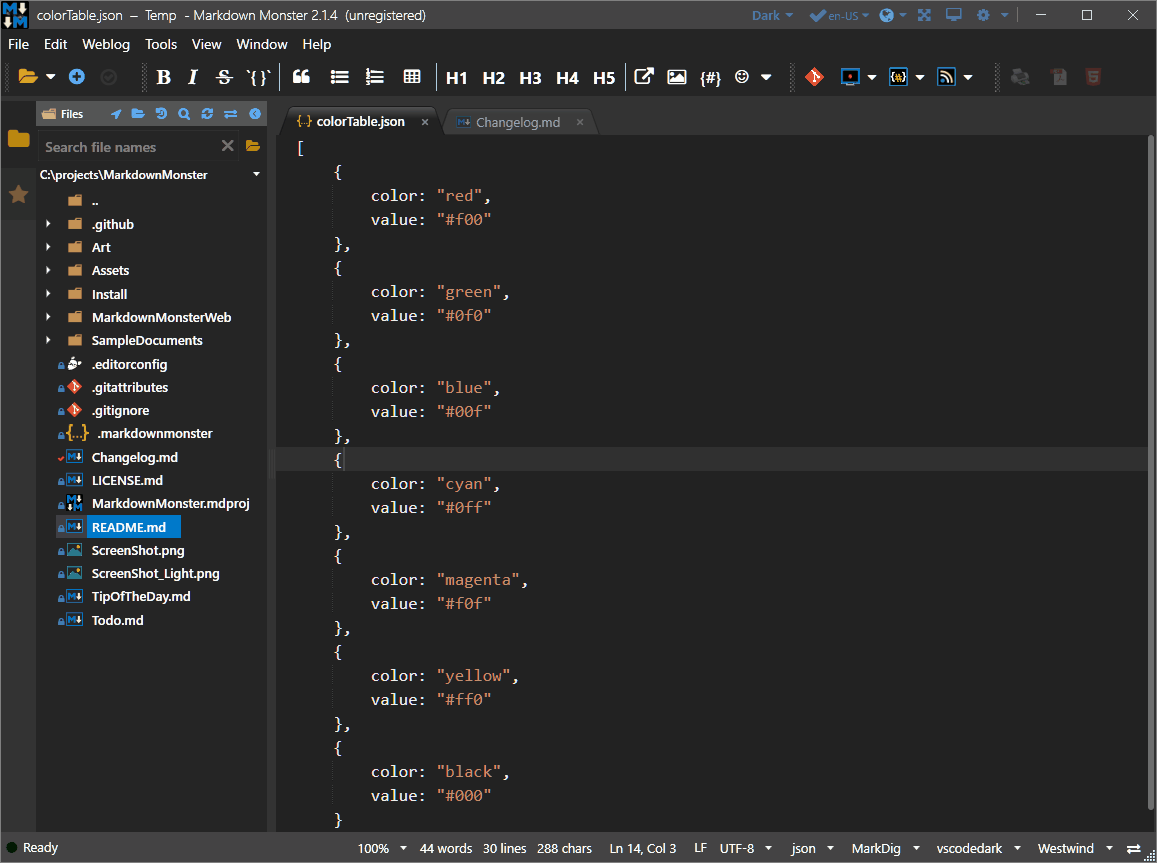 colorTable.json – Temp - Markdown Monster 2.1.4 (unregistered)
Dark
en-US
File Edit Weblog Tools View Window Help
B I S `{}` H1 H2 H3 H4 H5 {#} {#}
Files
Search file names
C:\projects\MarkdownMonster
..
.github
Art
Assets
Install
MarkdownMonsterWeb
SampleDocuments
.editorconfig
.gitattributes
.gitignore
{...} .markdownmonster
Changelog.md
LICENSE.md
MarkdownMonster.mdproj
README.md
ScreenShot.png
ScreenShot_Light.png
TipOfTheDay.md
Todo.md
{..} colorTable.json × Changelog.md ×
[
{
color: "red",
value: "#f00"
},
{
color: "green",
value: "#0f0"
},
{
color: "blue",
value: "#00f"
},
{
color: "cyan",
value: "#0ff"
},
{
color: "magenta",
value: "#f0f"
},
{
color: "yellow",
value: "#ff0"
},
{
color: "black",
value: "#000"
}
Ready 100% 44 words 30 lines 288 chars Ln 14, Col 3 LF UTF-8 json MarkDig vscodedark Westwind